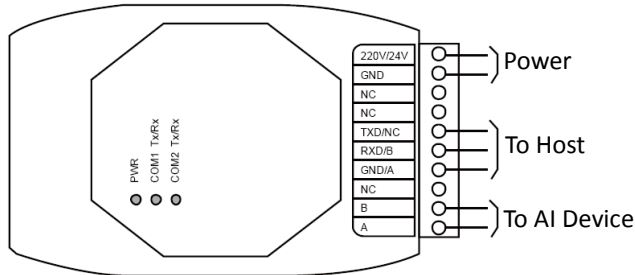 PWR
COM1 Tx/Rx
COM2 Tx/Rx
220V/24V
GND
NC
NC
TXD/NC
RXD/B
GND/A
NC
B
A
Power
To Host
To AI Device